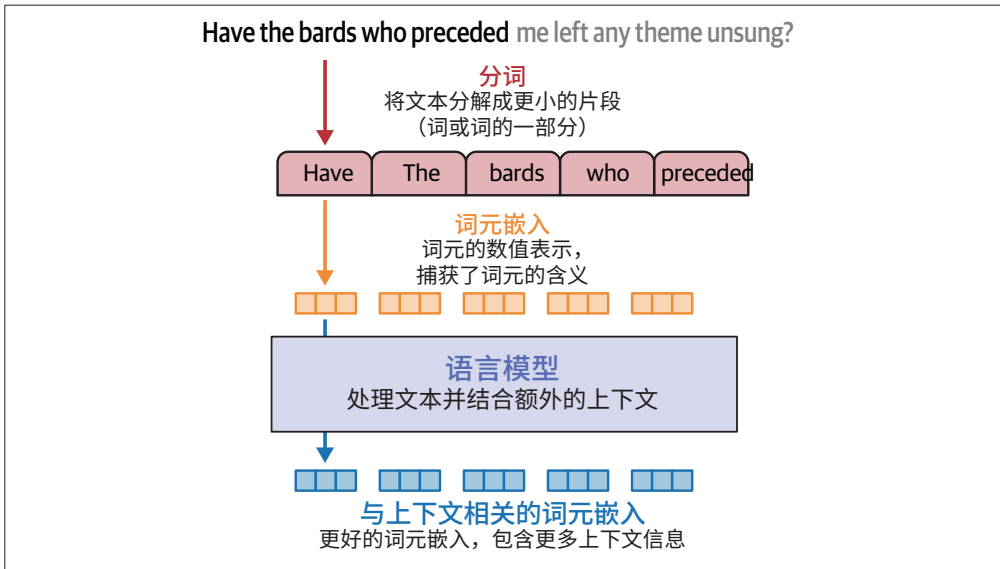 Have the bards who preceded me left any theme unsung?
分词
将文本分解成更小的片段
（词或词的一部分）
Have The bards who preceded
词元嵌入
词元的数值表示，
捕获了词元的含义
语言模型
处理文本并结合额外的上下文
与上下文相关的词元嵌入
更好的词元嵌入，包含更多上下文信息